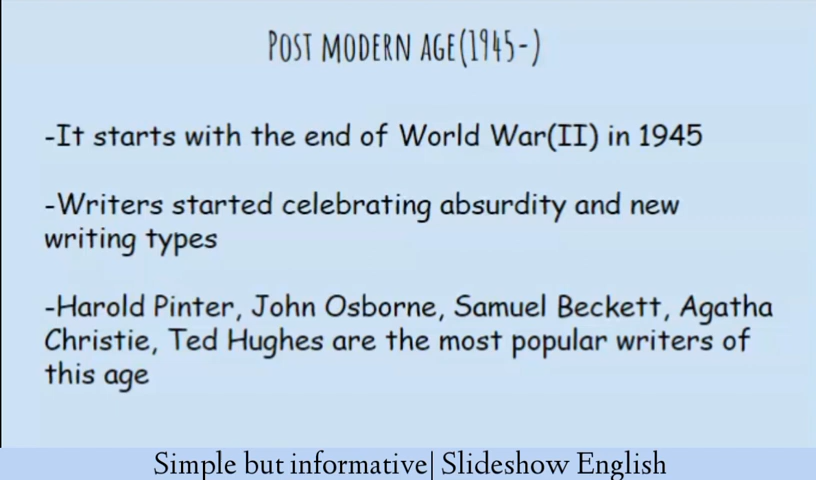 Post modern age(1945-)
-It starts with the end of World War(II) in 1945
-Writers started celebrating absurdity and new
writing types
-Harold Pinter, John Osborne, Samuel Beckett, Agatha
Christie, Ted Hughes are the most popular writers of
this age
Simple but informative| Slideshow English